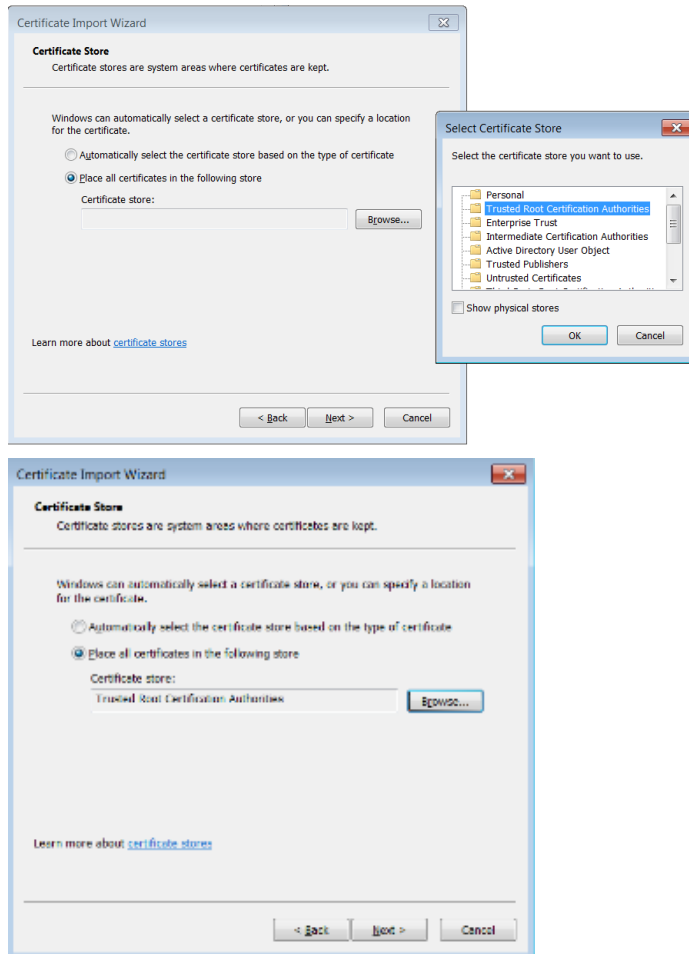 Certificate Import Wizard
Certificate Store
Certificate stores are system areas where certificates are kept.
Windows can automatically select a certificate store, or you can specify a location
for the certificate.
Automatically select the certificate store based on the type of certificate
Place all certificates in the following store
Certificate store:
Browse...
Learn more about certificate stores
< Back
Next >
Cancel
Select Certificate Store
Select the certificate store you want to use.
Personal
Trusted Root Certification Authorities
Enterprise Trust
Intermediate Certification Authorities
Active Directory User Object
Trusted Publishers
Untrusted Certificates
Show physical stores
OK
Cancel
Certificate Import Wizard
Certificate Store
Certificate stores are system areas where certificates are kept.
Windows can automatically select a certificate store, or you can specify a location
for the certificate.
Automatically select the certificate store based on the type of certificate
Place all certificates in the following store
Certificate store:
Trusted Root Certification Authorities
Browse...
Learn more about certificate stores
< Back
Next >
Cancel